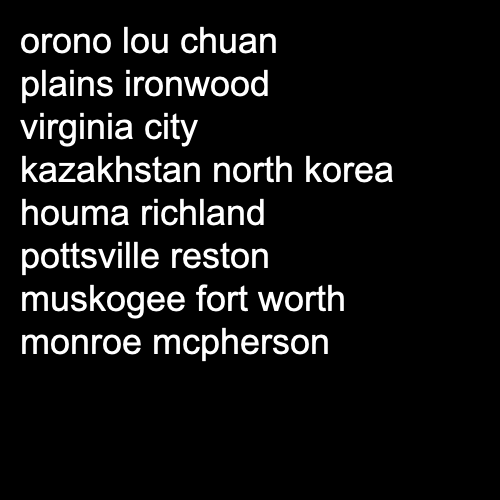 orono lou chuan
plains ironwood
virginia city
kazakhstan north korea
houma richland
pottsville reston
muskogee fort worth
monroe mcpherson